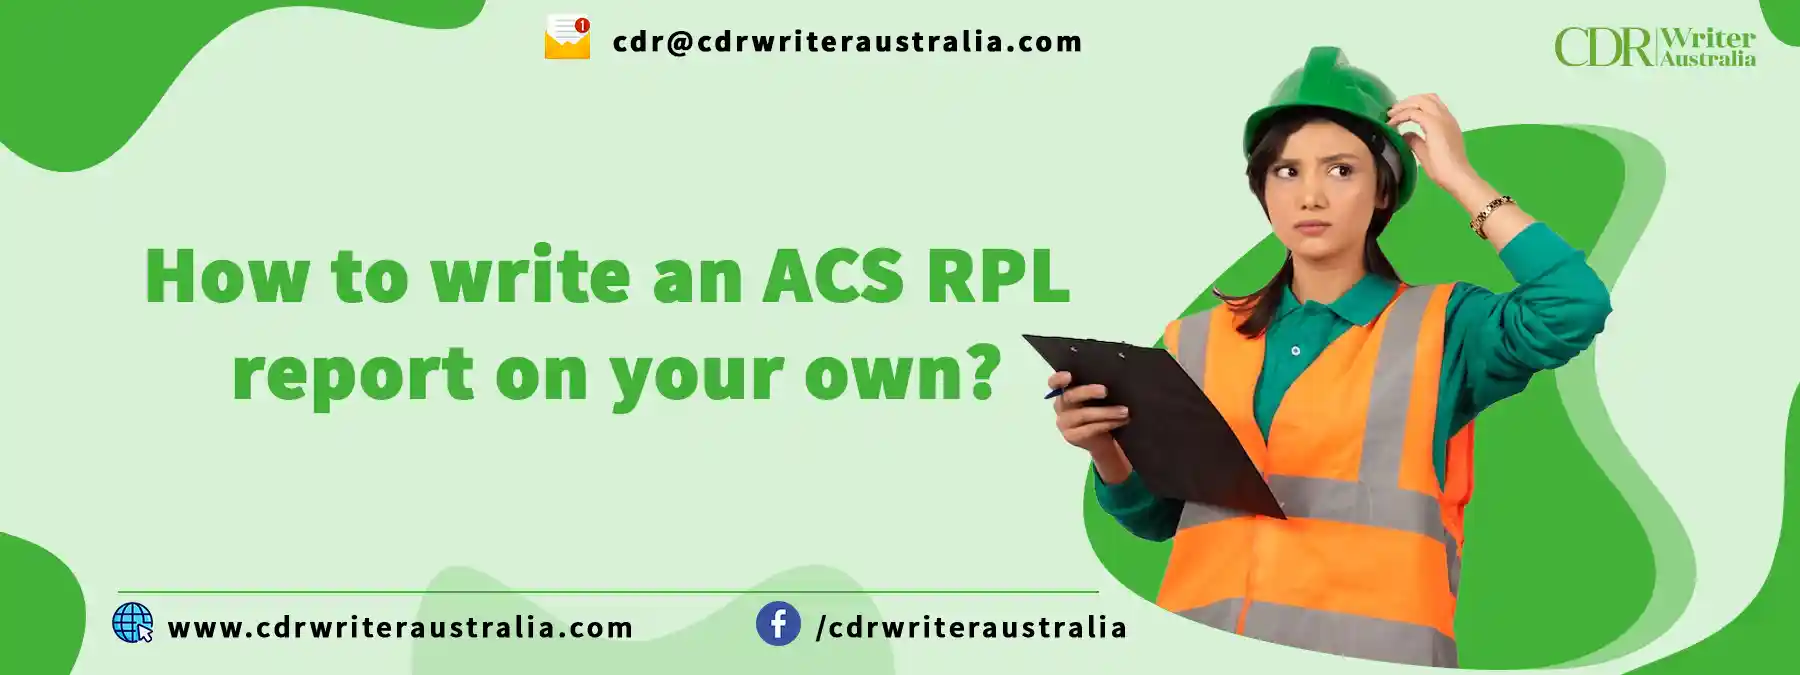 1
cdr@cdrwriteraustralia.com
CDR Writer
Australia
How to write an ACS RPL
report on your own?
www.cdrwriteraustralia.com
/cdrwriteraustralia